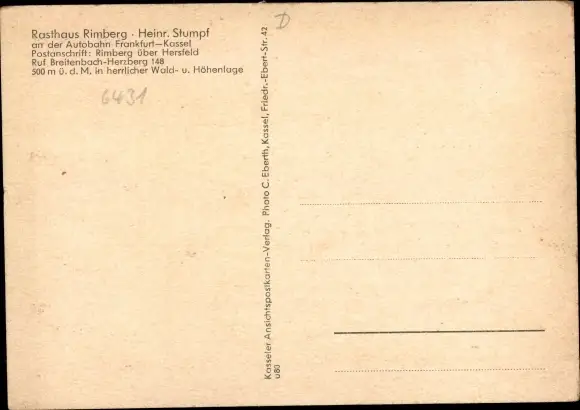 Rasthaus Rimberg · Heinr. Stumpf
an der Autobahn Frankfurt–Kassel
Postanschrift: Rimberg über Hersfeld
Ruf Breitenbach-Herzberg 148
500 m ü. d. M. in herrlicher Wald- u. Höhenlage
6431
D
Kasseler Ansichtspostkarten-Verlag. Photo C. Eberth, Kassel, Friedr.-Ebert-Str. 42